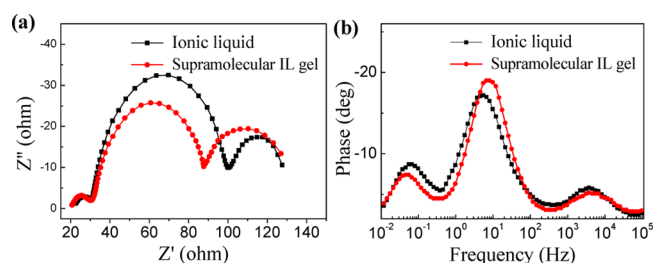 (a)
Ionic liquid
Supramolecular IL gel
Z'' (ohm)
-40
-30
-20
-10
0
20 40 60 80 100 120 140
Z' (ohm)
(b)
Ionic liquid
Supramolecular IL gel
Phase (deg)
-20
-10
10⁻² 10⁻¹ 10⁰ 10¹ 10² 10³ 10⁴ 10⁵
Frequency (Hz)